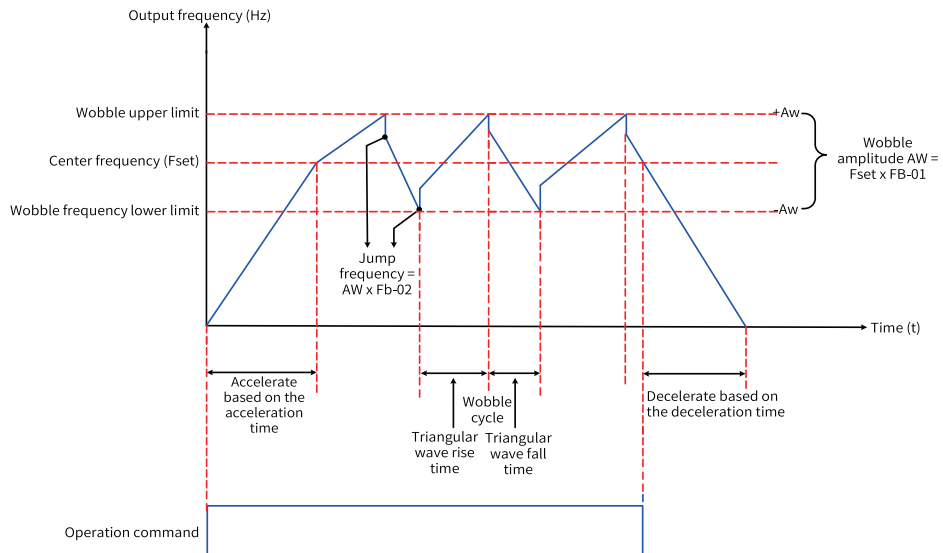 Output frequency (Hz)
Wobble upper limit
+Aw
Center frequency (Fset)
Wobble
amplitude AW =
Fset x FB-01
Wobble frequency lower limit
-Aw
Jump
frequency =
AW x Fb-02
Time (t)
Accelerate
based on the
acceleration
time
Wobble
cycle
Triangular
wave rise
time
Triangular
wave fall
time
Decelerate based on
the deceleration time
Operation command